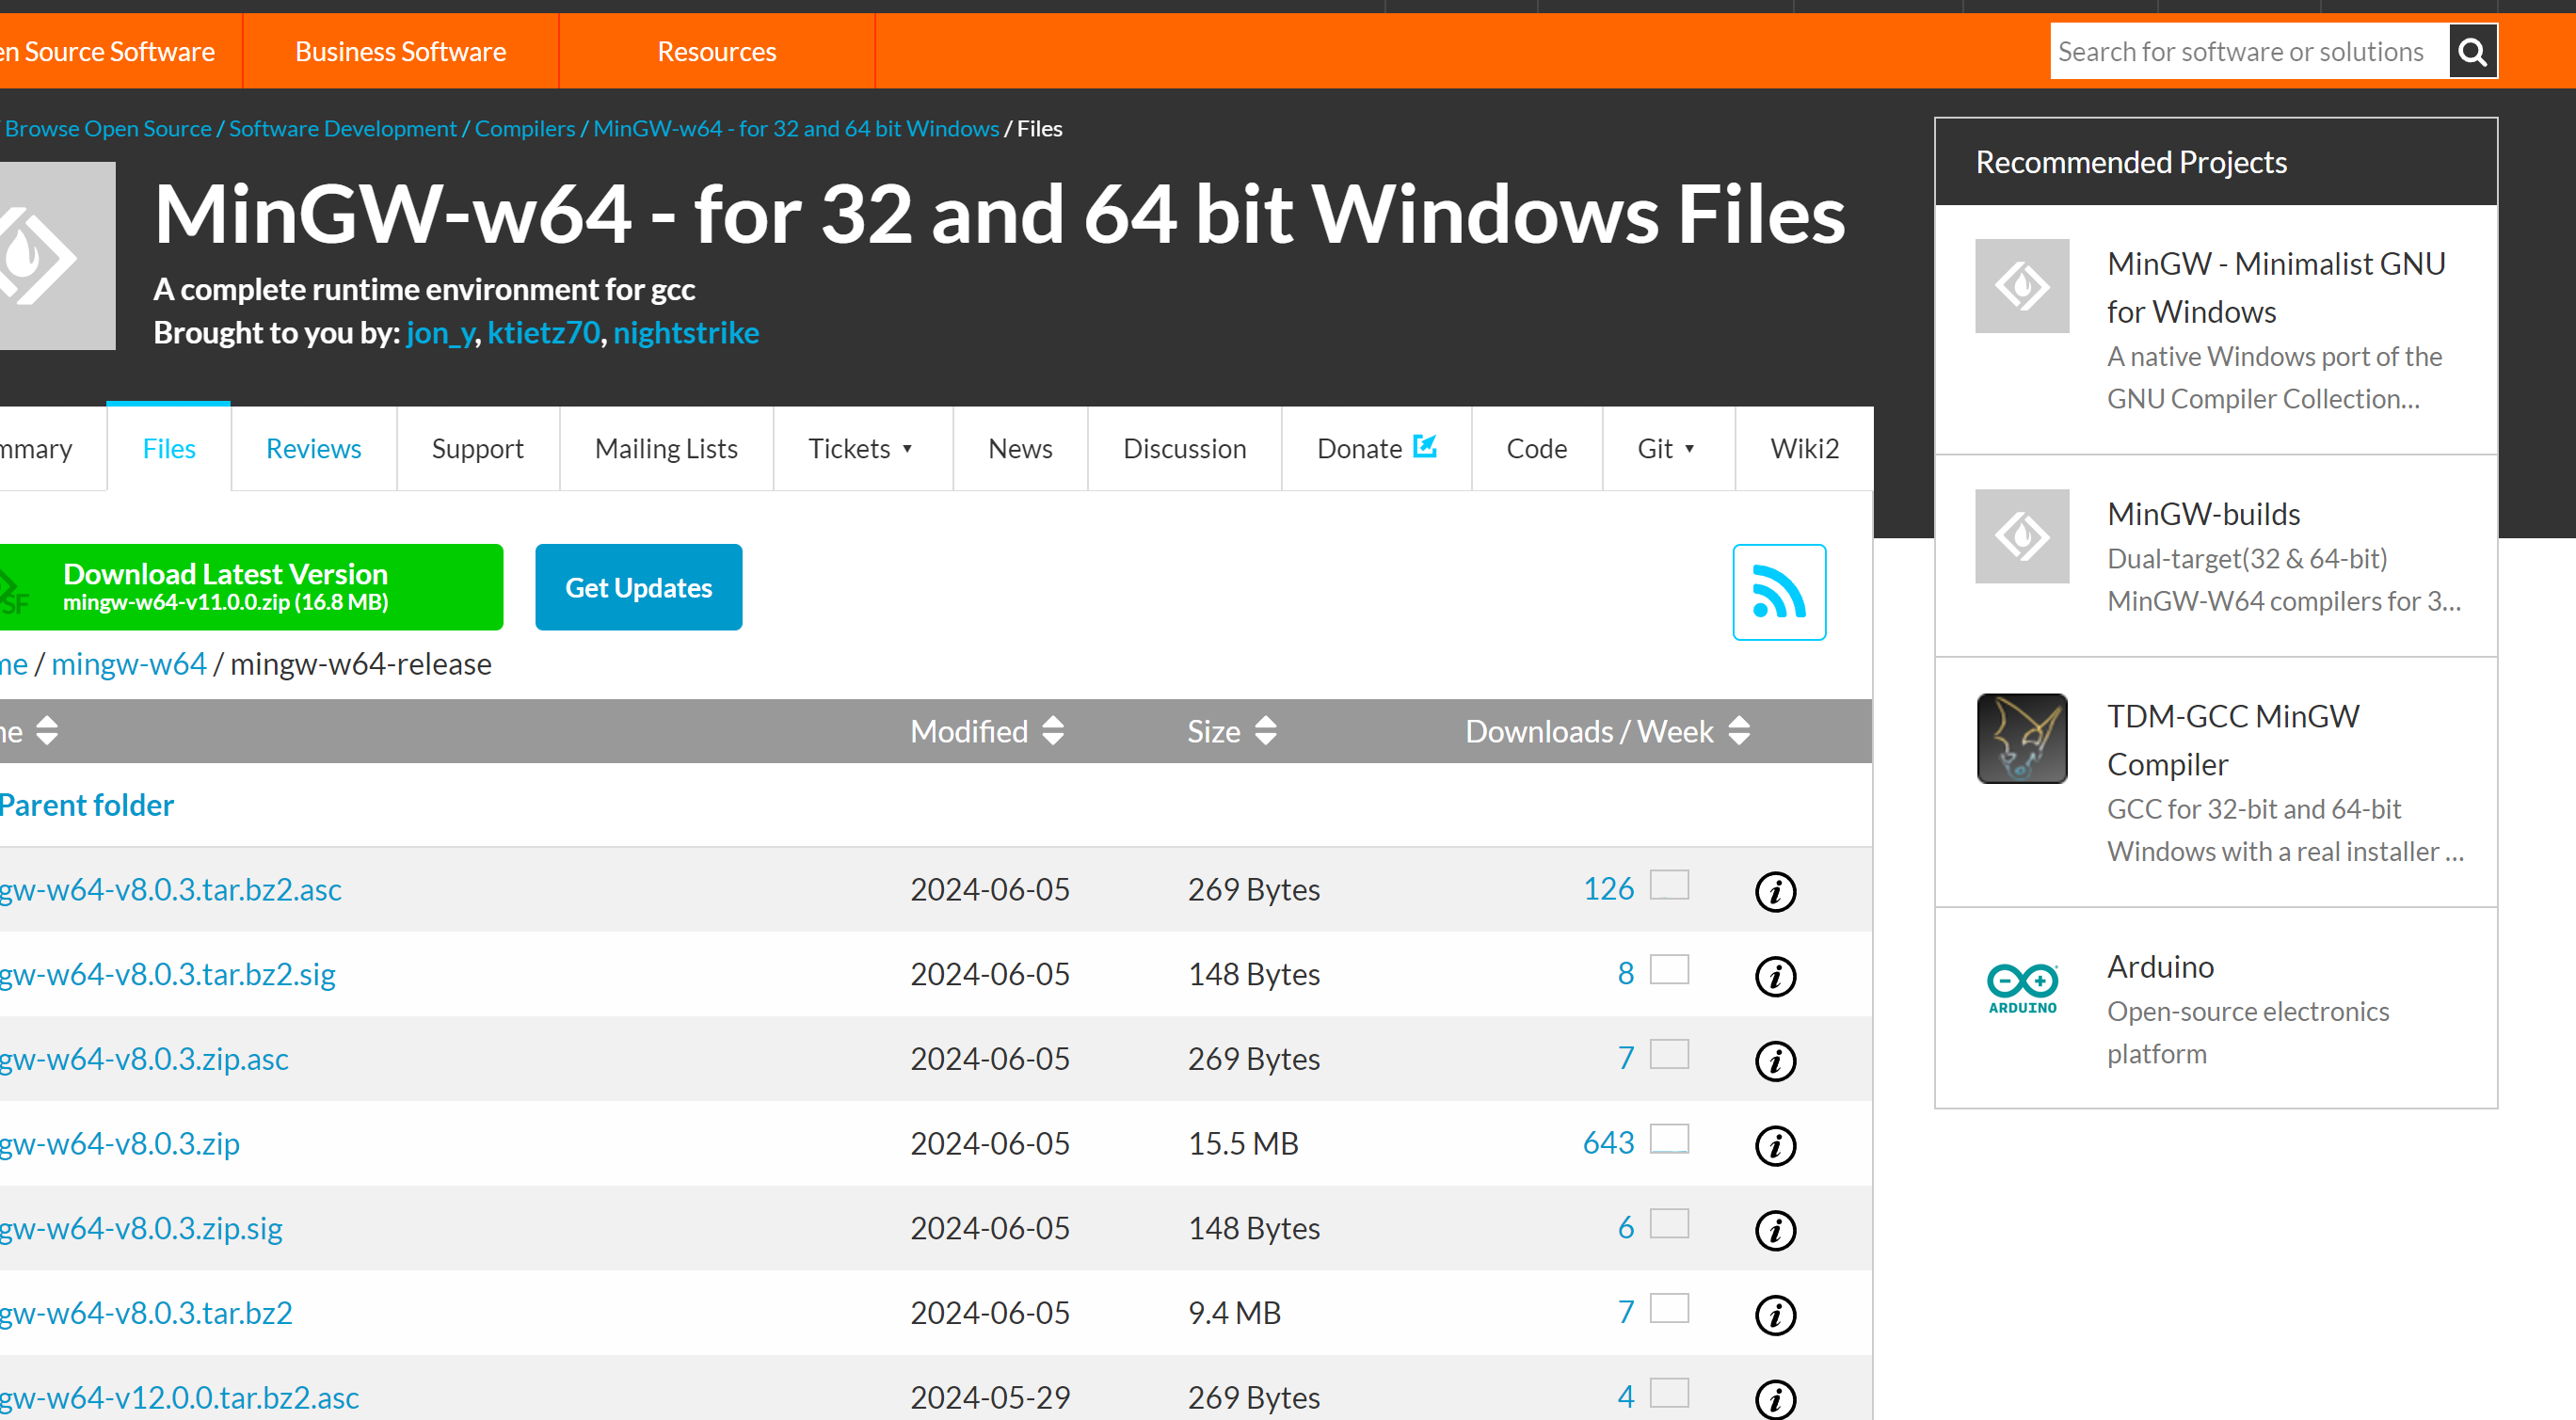 en Source Software
Business Software
Resources
Search for software or solutions
/ Browse Open Source / Software Development / Compilers / MinGW-w64 - for 32 and 64 bit Windows / Files
MinGW-w64 - for 32 and 64 bit Windows Files
A complete runtime environment for gcc
Brought to you by: jon_y, ktietz70, nightstrike
mmary
Files
Reviews
Support
Mailing Lists
Tickets
News
Discussion
Donate
Code
Git
Wiki2
SF
Download Latest Version
mingw-w64-v11.0.0.zip (16.8 MB)
Get Updates
me / mingw-w64 / mingw-w64-release
ne Modified Size Downloads / Week
Parent folder
gw-w64-v8.0.3.tar.bz2.asc 2024-06-05 269 Bytes 126
gw-w64-v8.0.3.tar.bz2.sig 2024-06-05 148 Bytes 8
gw-w64-v8.0.3.zip.asc 2024-06-05 269 Bytes 7
gw-w64-v8.0.3.zip 2024-06-05 15.5 MB 643
gw-w64-v8.0.3.zip.sig 2024-06-05 148 Bytes 6
gw-w64-v8.0.3.tar.bz2 2024-06-05 9.4 MB 7
gw-w64-v12.0.0.tar.bz2.asc 2024-05-29 269 Bytes 4
Recommended Projects
MinGW - Minimalist GNU
for Windows
A native Windows port of the
GNU Compiler Collection...
MinGW-builds
Dual-target(32 & 64-bit)
MinGW-W64 compilers for 3...
TDM-GCC MinGW
Compiler
GCC for 32-bit and 64-bit
Windows with a real installer ...
ARDUINO
Arduino
Open-source electronics
platform